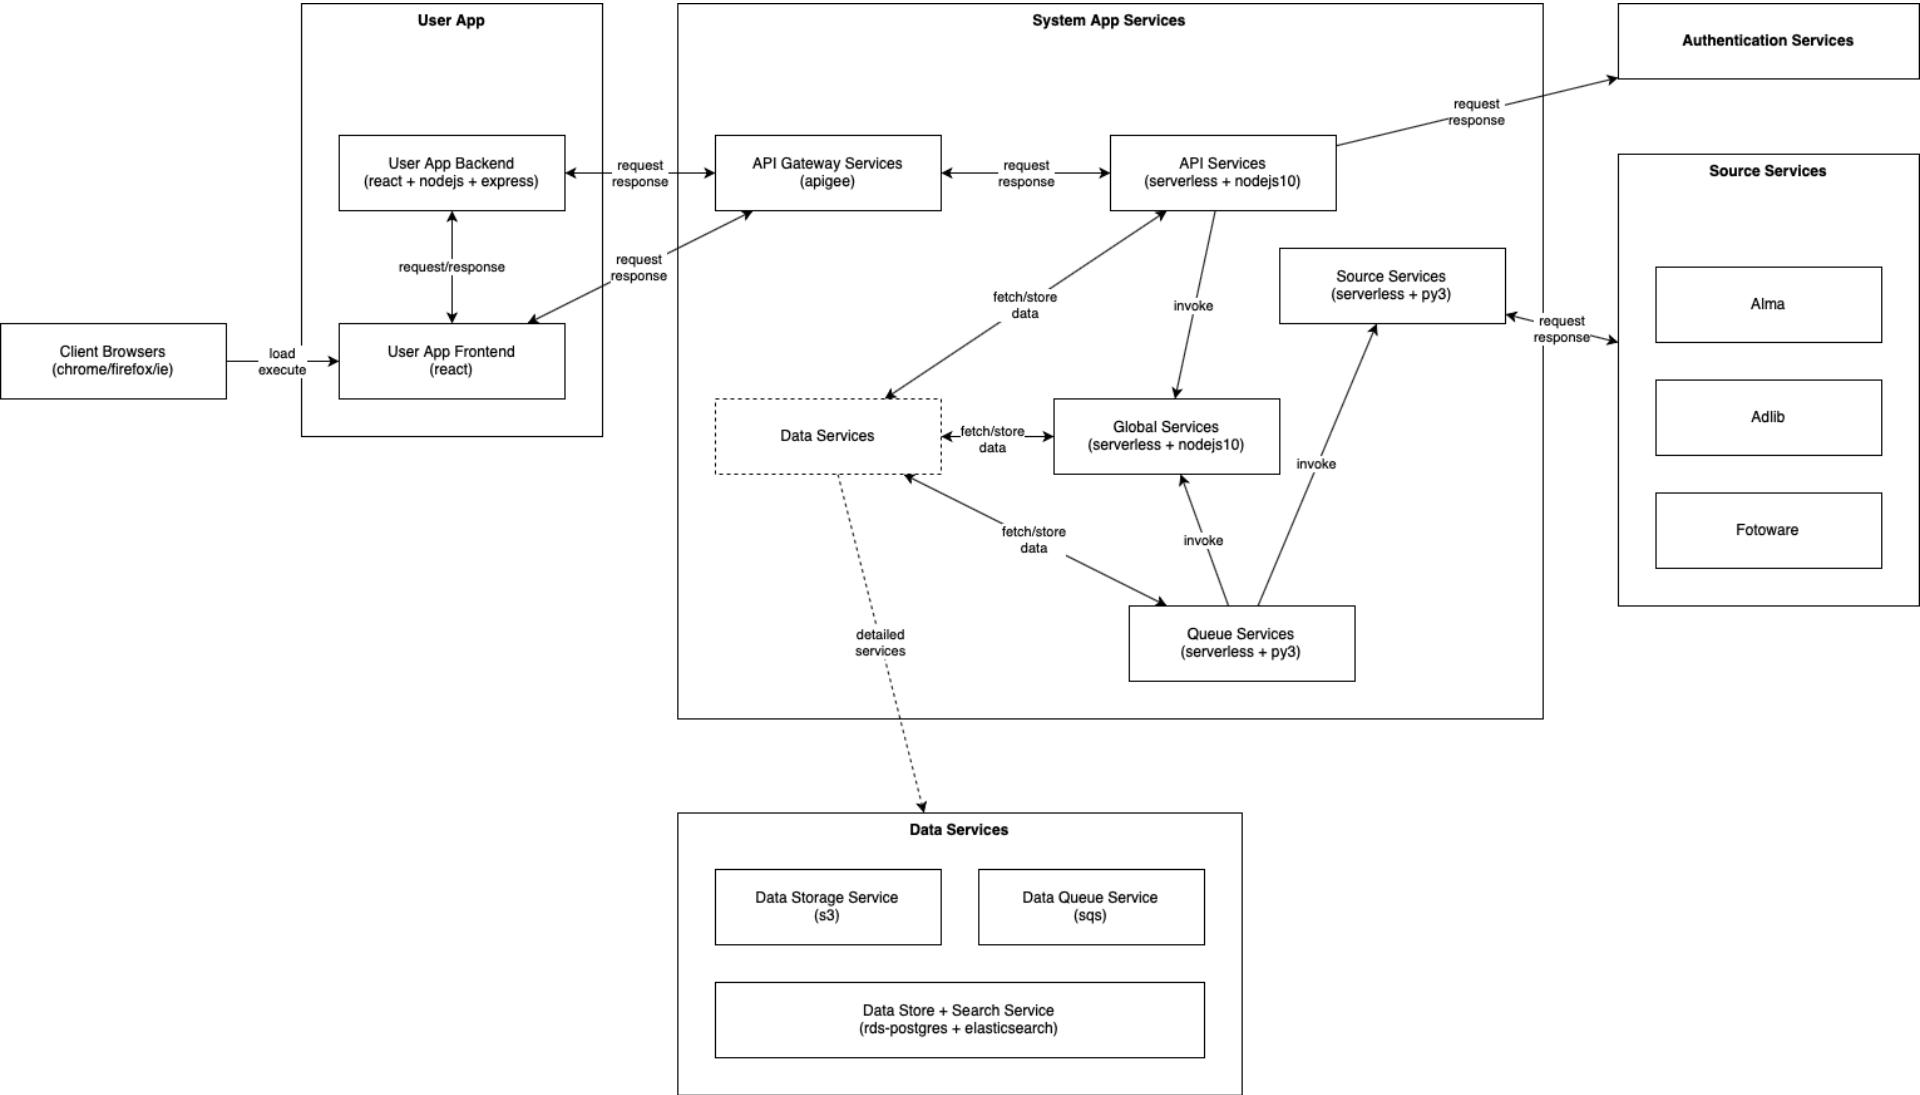 User App
System App Services
Authentication Services
User App Backend
(react + nodejs + express)
request
response
API Gateway Services
(apigee)
request
response
API Services
(serverless + nodejs10)
request
response
Source Services
request/response
request
response
fetch/store
data
invoke
Source Services
(serverless + py3)
request
response
Alma
Client Browsers
(chrome/firefox/ie)
load
execute
User App Frontend
(react)
Data Services
fetch/store
data
Global Services
(serverless + nodejs10)
invoke
Adlib
fetch/store
data
invoke
Fotoware
detailed
services
Queue Services
(serverless + py3)
Data Services
Data Storage Service
(s3)
Data Queue Service
(sqs)
Data Store + Search Service
(rds-postgres + elasticsearch)